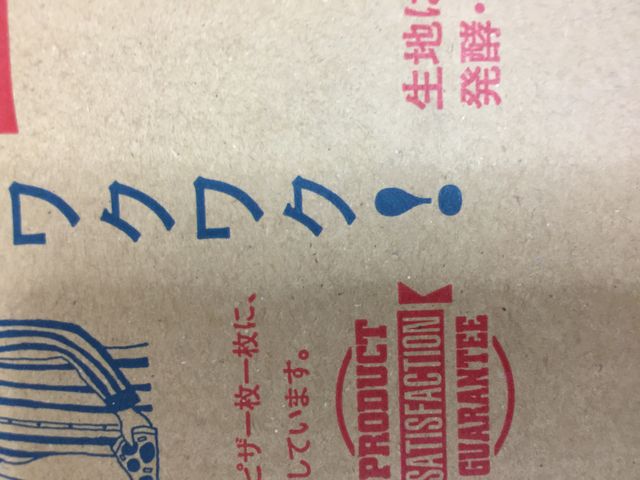 生地に
発酵・
ワクワク!
ピザ一枚一枚に、
しています。
PRODUCT
SATISFACTION
GUARANTEE